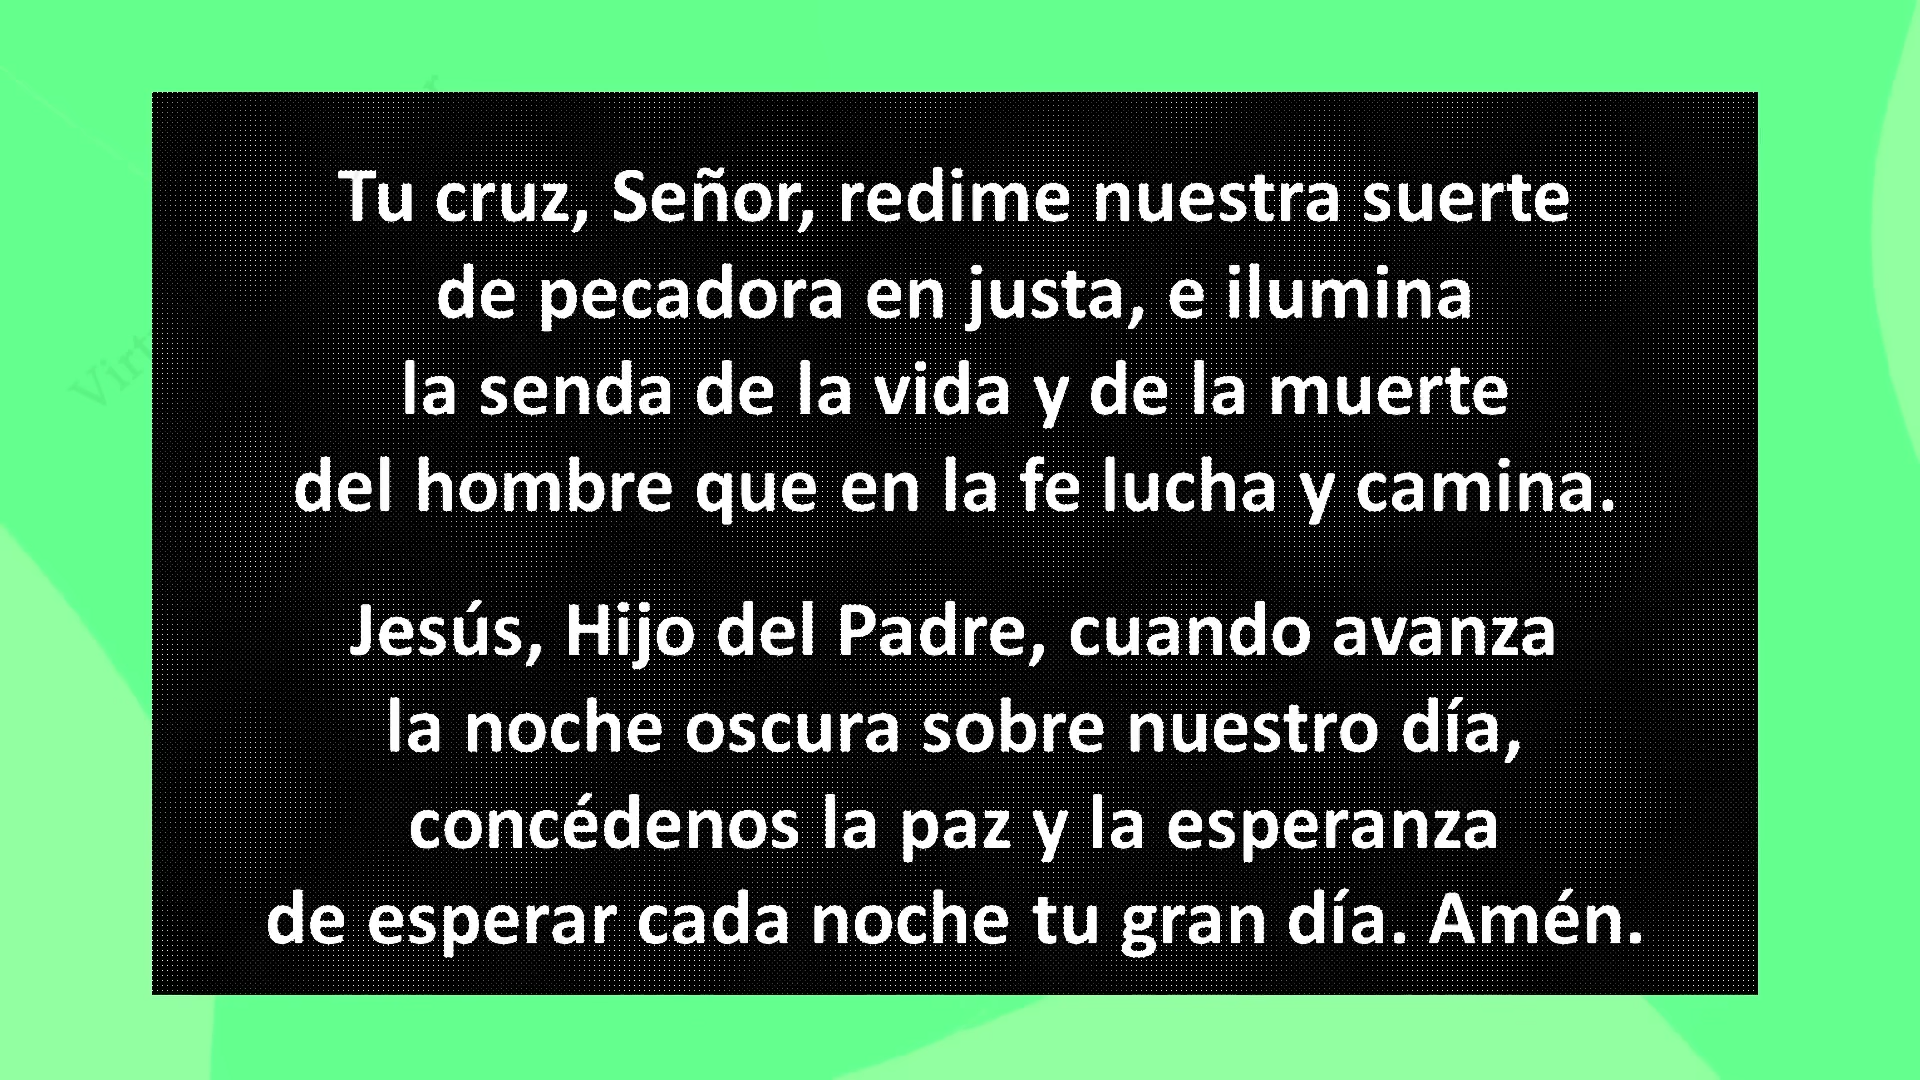 Tu cruz, Señor, redime nuestra suerte
de pecadora en justa, e ilumina
la senda de la vida y de la muerte
del hombre que en la fe lucha y camina.
Jesús, Hijo del Padre, cuando avanza
la noche oscura sobre nuestro día,
concédenos la paz y la esperanza
de esperar cada noche tu gran día. Amén.